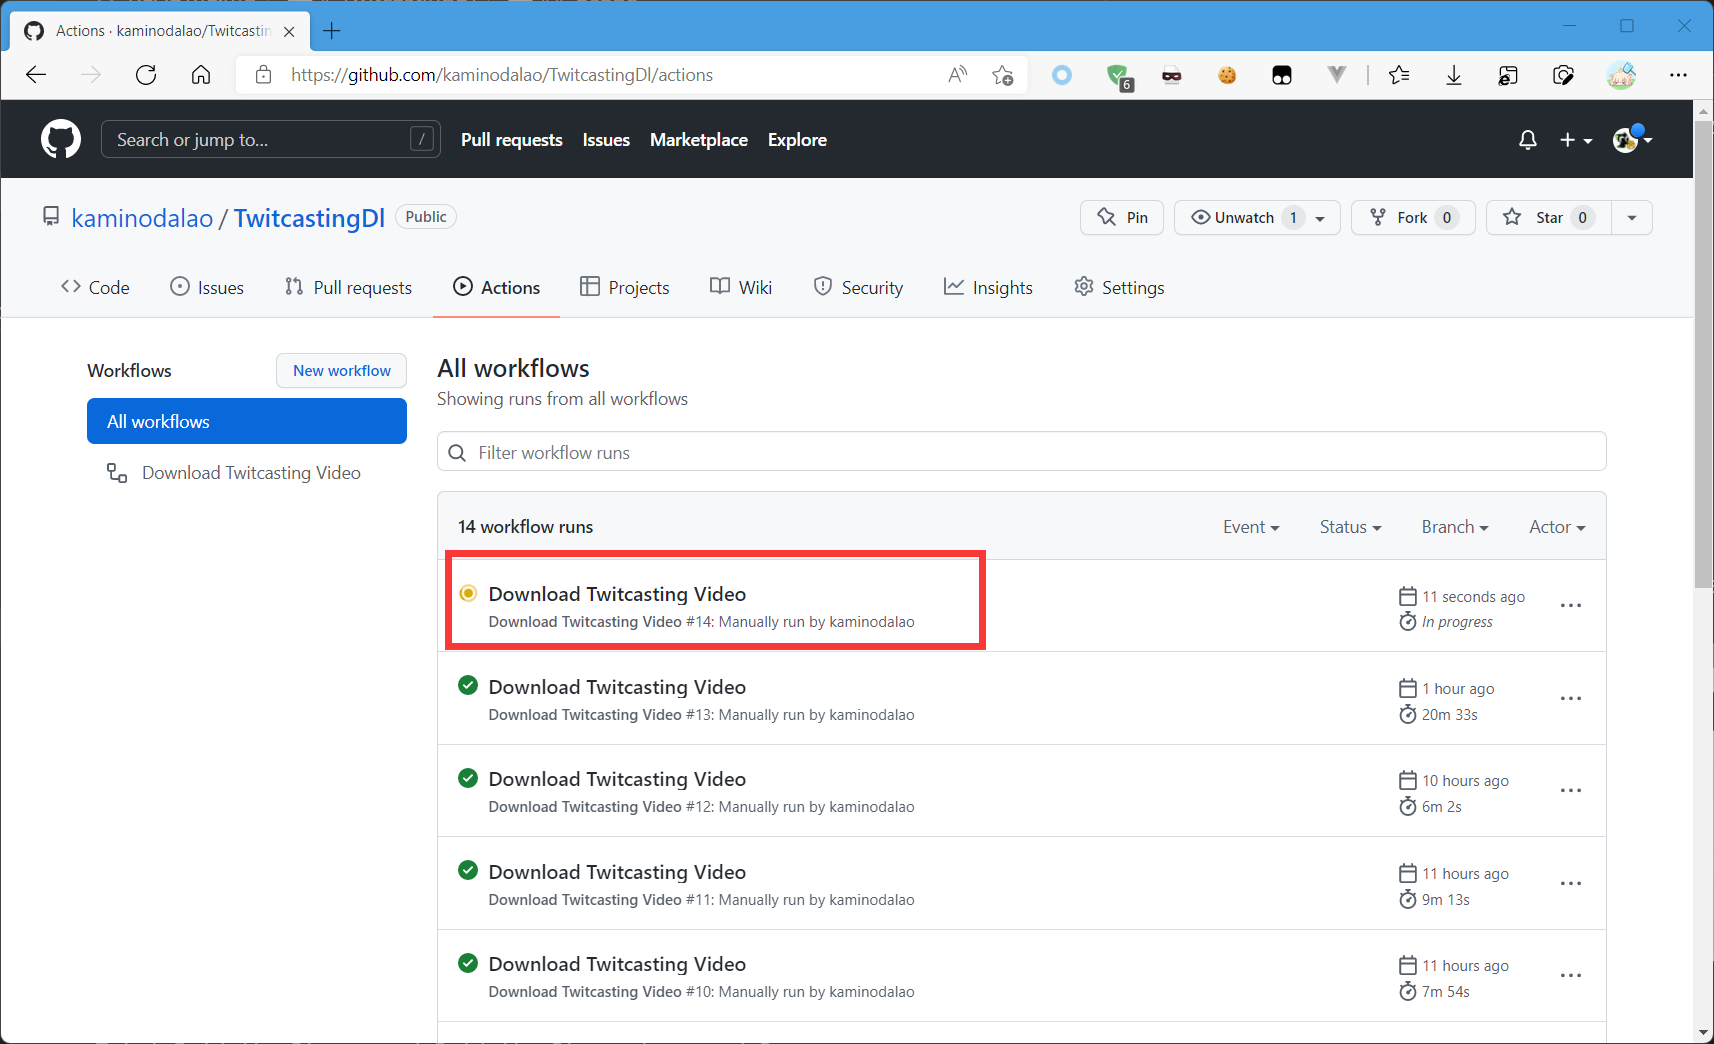 Actions · kaminodalao/Twitcastin
https://github.com/kaminodalao/TwitcastingDl/actions
6
Search or jump to...
/
Pull requests
Issues
Marketplace
Explore
kaminodalao / TwitcastingDl
Public
Pin
Unwatch 1
Fork 0
Star 0
Code
Issues
Pull requests
Actions
Projects
Wiki
Security
Insights
Settings
Workflows
New workflow
All workflows
Download Twitcasting Video
All workflows
Showing runs from all workflows
Filter workflow runs
14 workflow runs
Event
Status
Branch
Actor
Download Twitcasting Video
Download Twitcasting Video #14: Manually run by kaminodalao
11 seconds ago
In progress
Download Twitcasting Video
Download Twitcasting Video #13: Manually run by kaminodalao
1 hour ago
20m 33s
Download Twitcasting Video
Download Twitcasting Video #12: Manually run by kaminodalao
10 hours ago
6m 2s
Download Twitcasting Video
Download Twitcasting Video #11: Manually run by kaminodalao
11 hours ago
9m 13s
Download Twitcasting Video
Download Twitcasting Video #10: Manually run by kaminodalao
11 hours ago
7m 54s